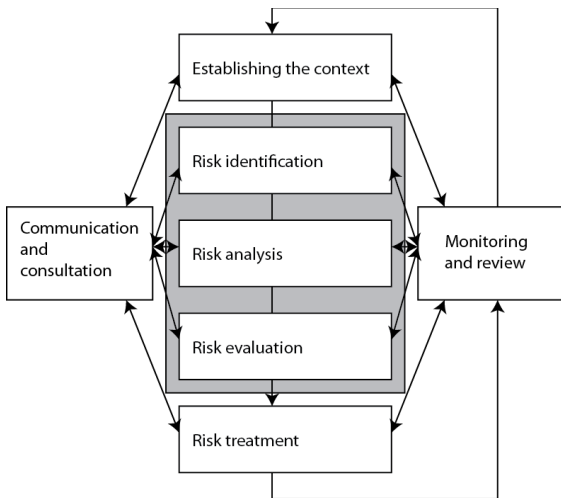 Establishing the context
Risk identification
Communication
and
consultation
Risk analysis
Monitoring
and review
Risk evaluation
Risk treatment